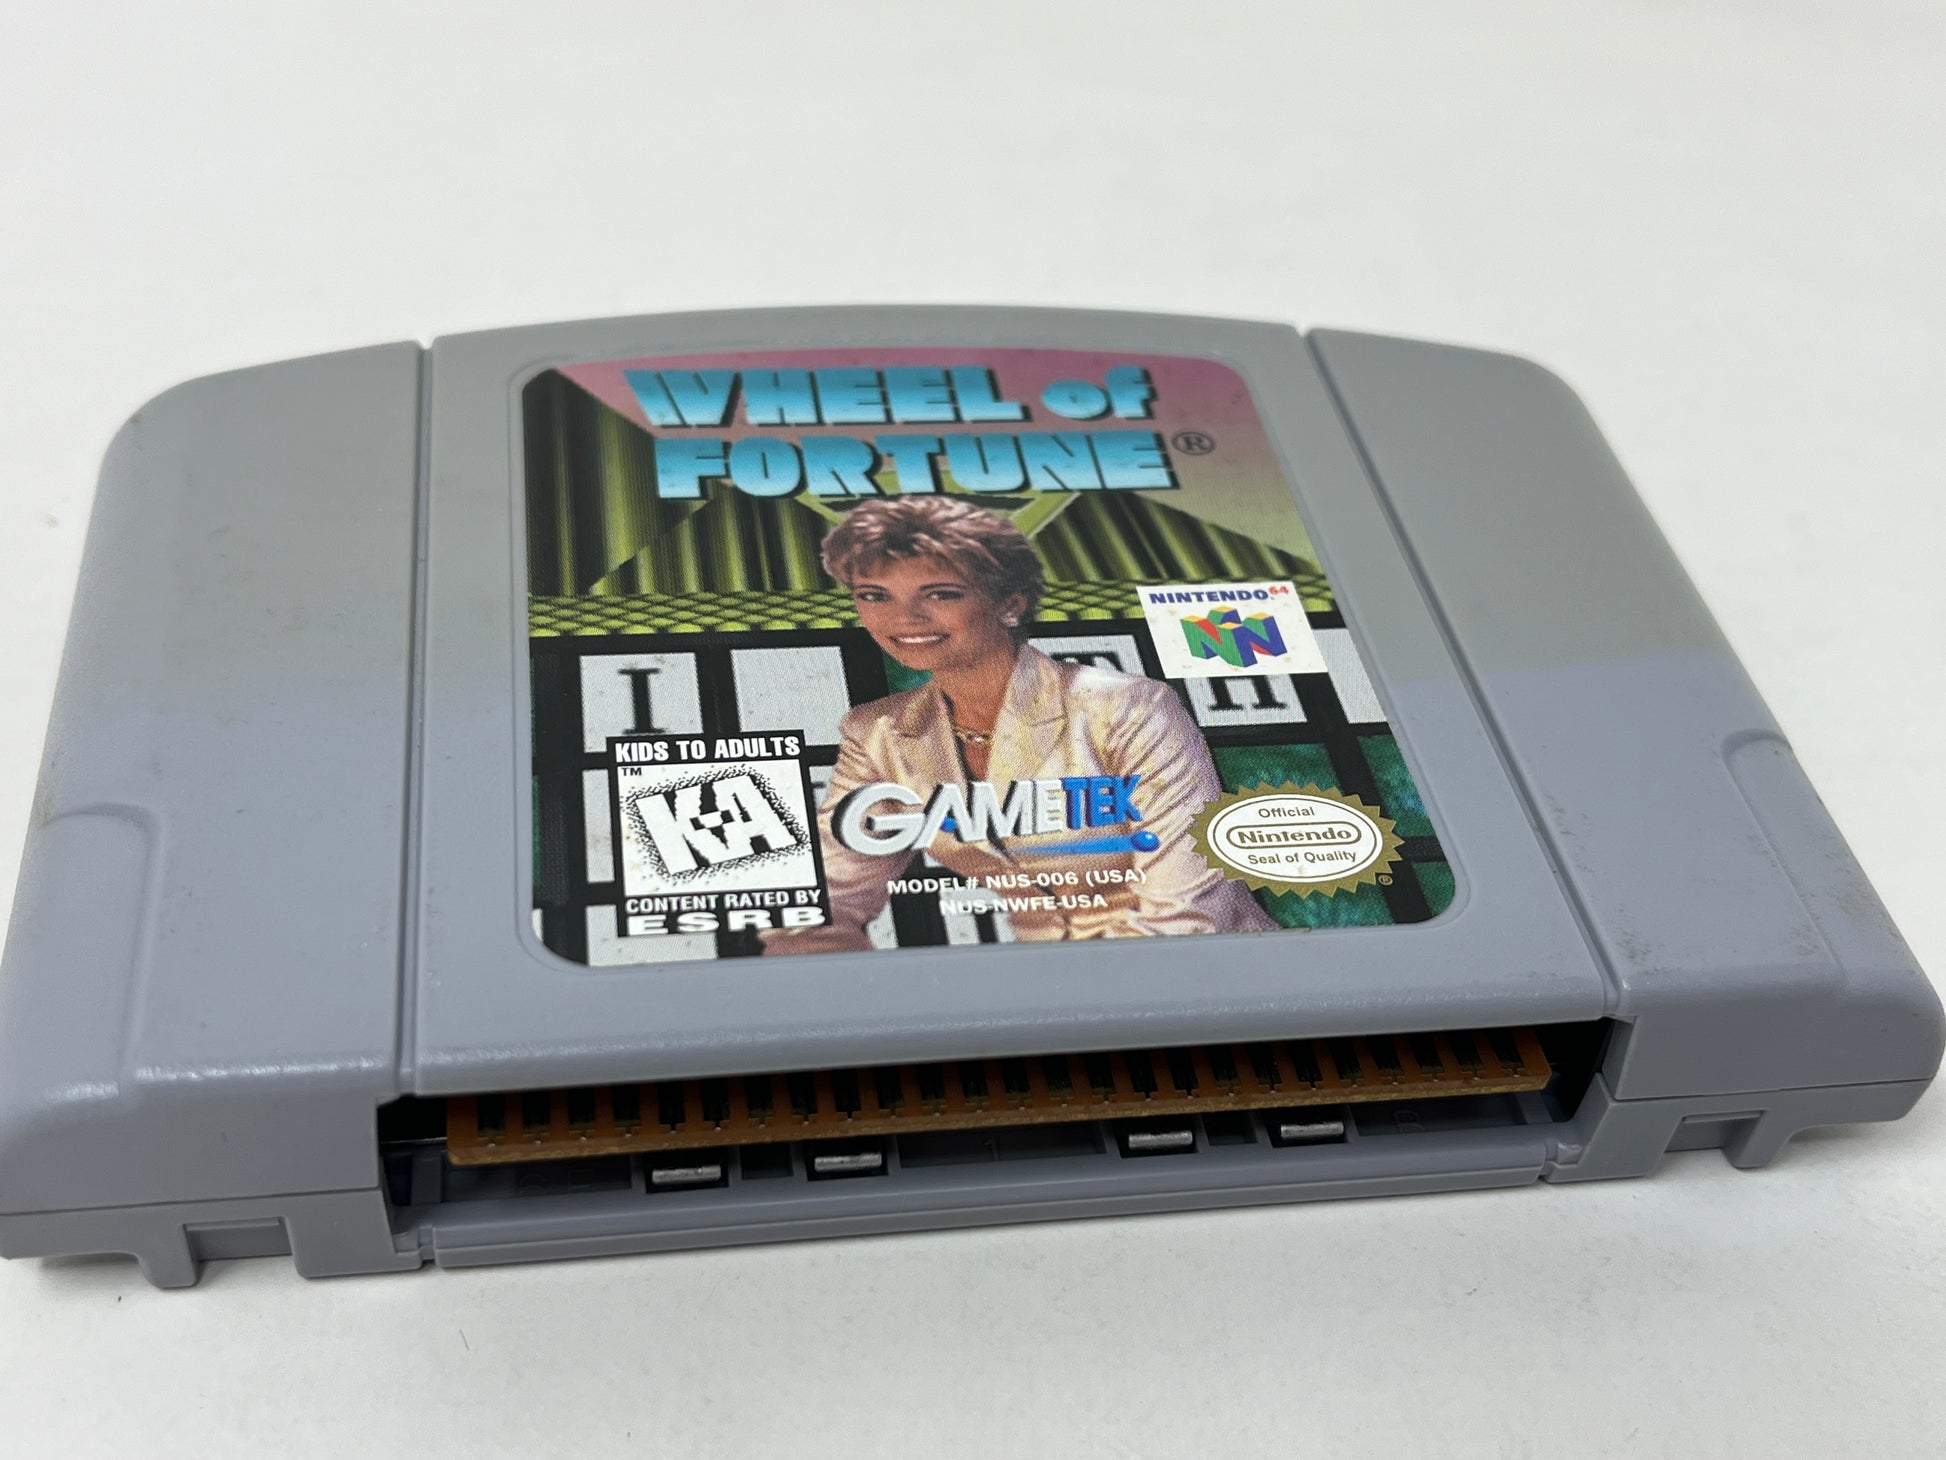 WHEEL of
FORTUNE®
NINTENDO64
I
T
H
KIDS TO ADULTS
TM
K-A
CONTENT RATED BY
ESRB
GAMETEK
MODEL# NUS-006 (USA)
NUS-NWFE-USA
Official
Nintendo
Seal of Quality
®